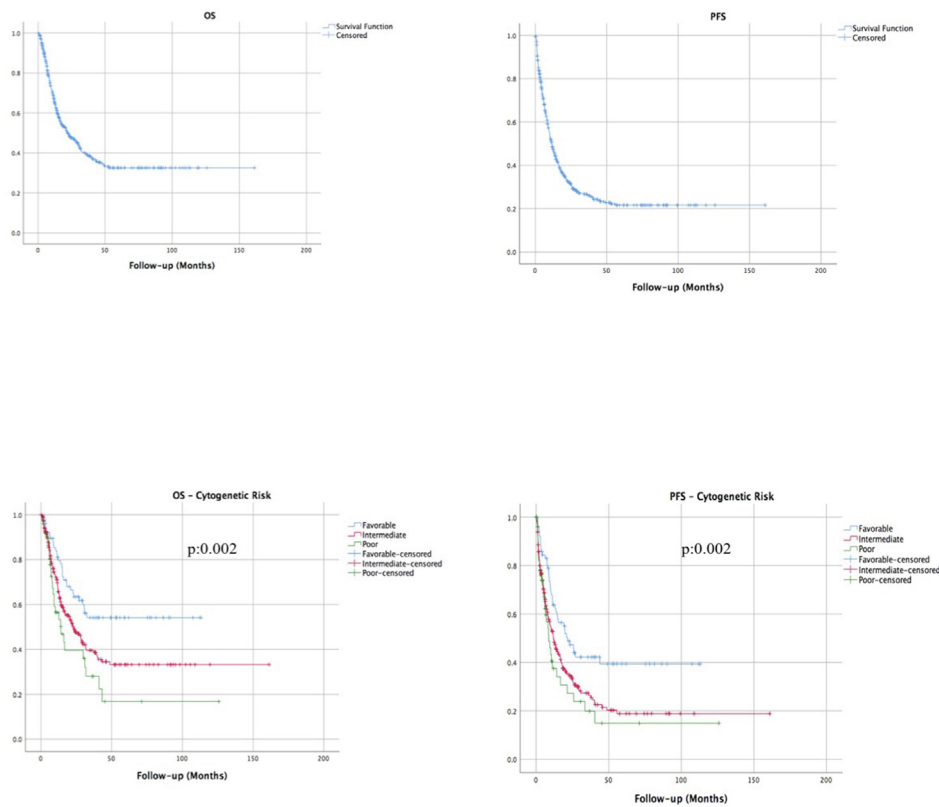 OS
Survival Function
Censored
1.0
0.8
0.6
0.4
0.2
0.0
0 50 100 150 200
Follow-up (Months)
PFS
Survival Function
Censored
1.0
0.8
0.6
0.4
0.2
0.0
0 50 100 150 200
Follow-up (Months)
OS - Cytogenetic Risk
p:0.002
Favorable
Intermediate
Poor
Favorable-censored
Intermediate-censored
Poor-censored
1.0
0.8
0.6
0.4
0.2
0.0
0 50 100 150 200
Follow-up (Months)
PFS - Cytogenetic Risk
p:0.002
Favorable
Intermediate
Poor
Favorable-censored
Intermediate-censored
Poor-censored
1.0
0.8
0.6
0.4
0.2
0.0
0 50 100 150 200
Follow-up (Months)